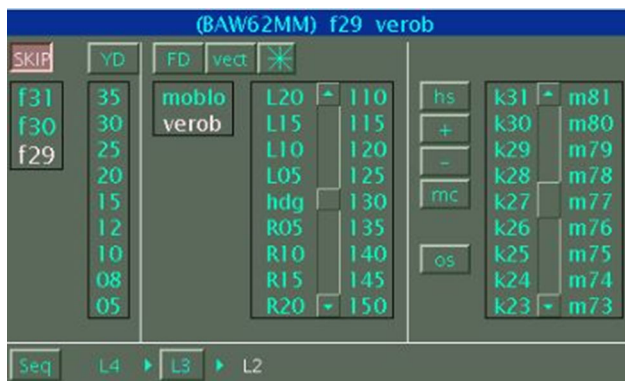 (BAW62MM) f29 verob
SKIP YD FD vect hs k31 m81
f31 35 moblo L20 110 + k30 m80
f30 30 verob L15 115 - k29 m79
f29 25 L10 120 mc k28 m78
20 L05 125 k27 m77
15 hdg 130 k26 m76
12 R05 135 os k25 m75
10 R10 140 k24 m74
08 R15 145 k23 m73
05 R20 150
Seq L4 L3 L2